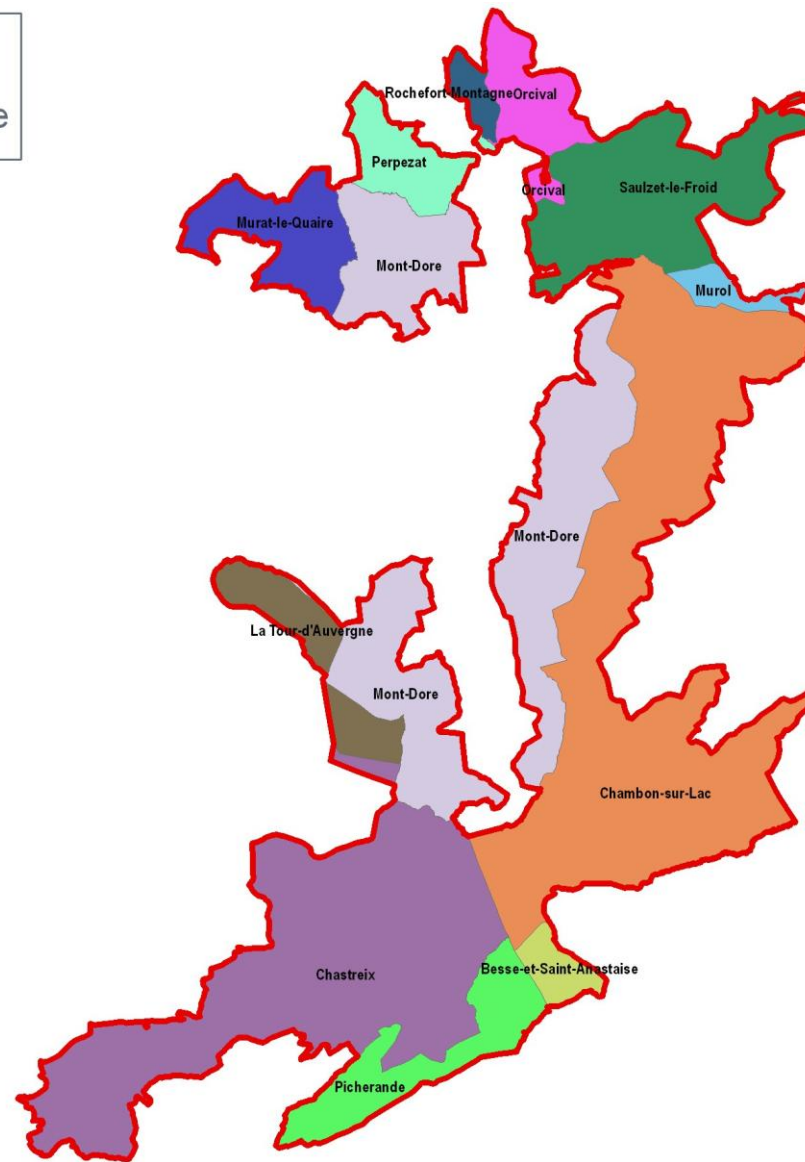 e
Rochefort-Montagne
Orcival
Perpezat
Orcival
Saulzet-le-Froid
Murat-le-Quaire
Mont-Dore
Murol
Mont-Dore
La Tour-d'Auvergne
Mont-Dore
Chambon-sur-Lac
Besse-et-Saint-Anastaise
Chastreix
Picherande